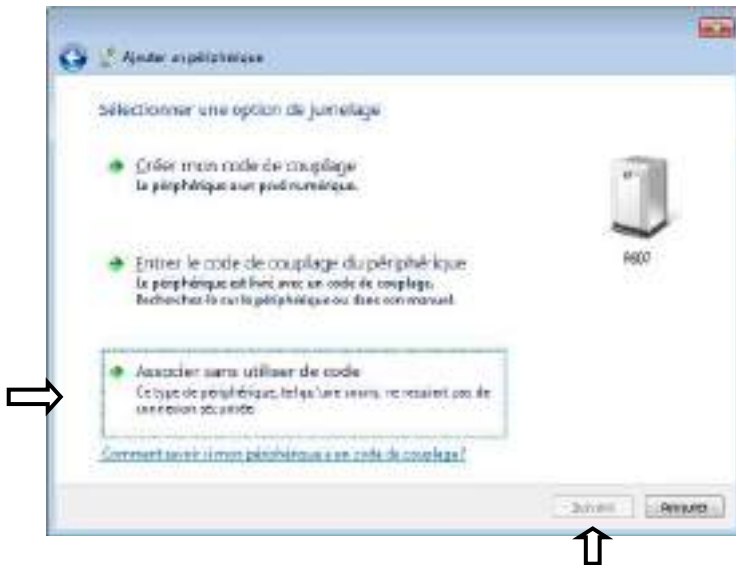 Ajouter un périphérique
Sélectionner une option de jumelage
Créer mon code de couplage
Le périphérique a un pavé numérique.
Entrer le code de couplage du périphérique
Le périphérique est livré avec un code de couplage.
Recherchez-le sur le périphérique ou dans son manuel.
Associer sans utiliser de code
Ce type de périphérique, tel qu'une souris, ne requiert pas de
connexion sécurisée.
Comment savoir si mon périphérique a un code de couplage ?
Suivant
Annuler